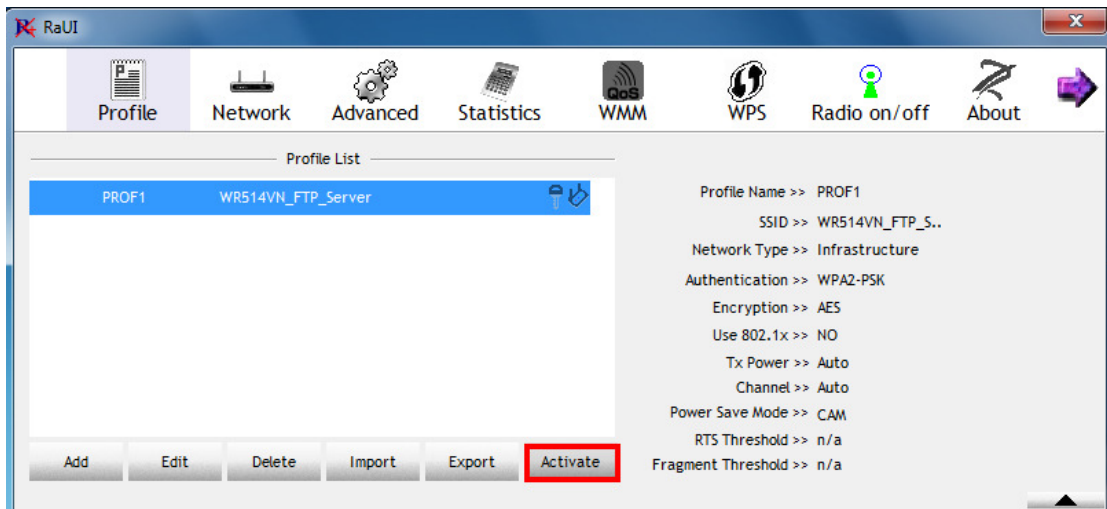 RaUI
Profile Network Advanced Statistics QoS WMM WPS Radio on/off About
Profile List
PROF1 WR514VN_FTP_Server
Profile Name >> PROF1
SSID >> WR514VN_FTP_S..
Network Type >> Infrastructure
Authentication >> WPA2-PSK
Encryption >> AES
Use 802.1x >> NO
Tx Power >> Auto
Channel >> Auto
Power Save Mode >> CAM
RTS Threshold >> n/a
Fragment Threshold >> n/a
Add Edit Delete Import Export Activate